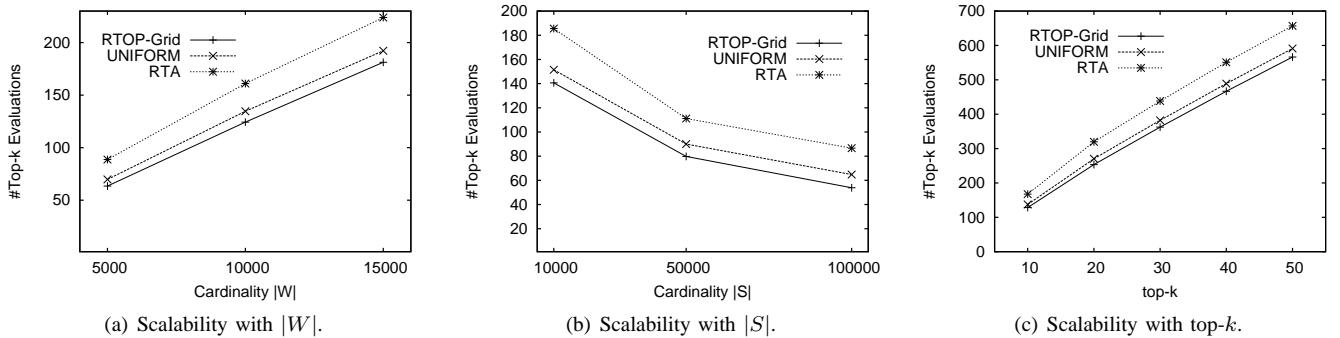 #Top-k Evaluations
200
150
100
50
RTOP-Grid
UNIFORM
RTA
5000 10000 15000
Cardinality |W|
(a) Scalability with |W|.
#Top-k Evaluations
200
180
160
140
120
100
80
60
40
20
RTOP-Grid
UNIFORM
RTA
10000 50000 100000
Cardinality |S|
(b) Scalability with |S|.
#Top-k Evaluations
700
600
500
400
300
200
100
0
RTOP-Grid
UNIFORM
RTA
10 20 30 40 50
top-k
(c) Scalability with top-k.